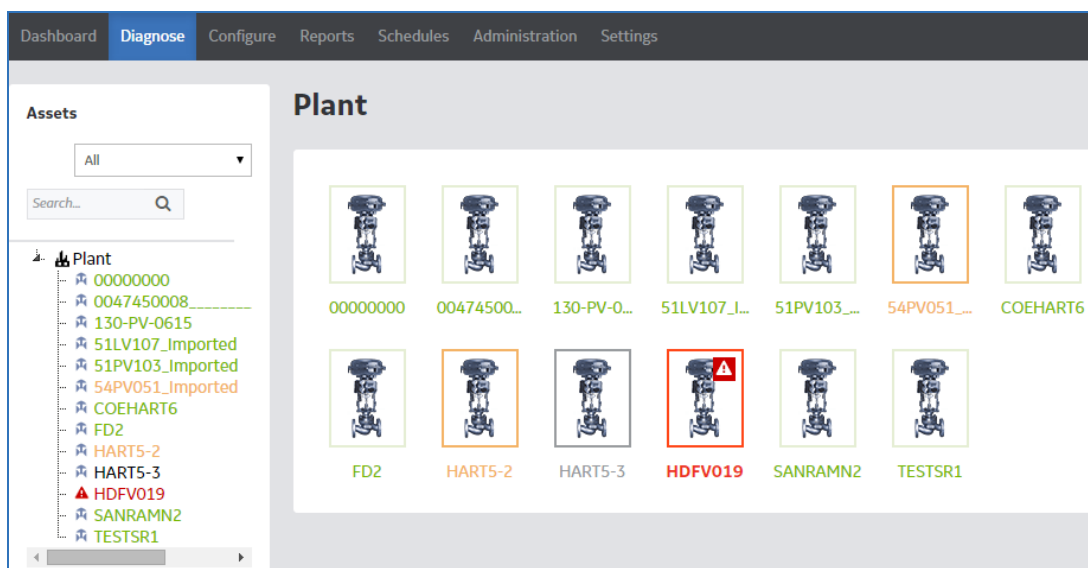 Dashboard Diagnose Configure Reports Schedules Administration Settings
Assets
All
Search...
Plant
00000000
0047450008________
130-PV-0615
51LV107_Imported
51PV103_Imported
54PV051_Imported
COEHART6
FD2
HART5-2
HART5-3
HDFV019
SANRAMN2
TESTSR1
Plant
00000000 00474500... 130-PV-0... 51LV107_I... 51PV103_... 54PV051_... COEHART6
FD2 HART5-2 HART5-3 HDFV019 SANRAMN2 TESTSR1